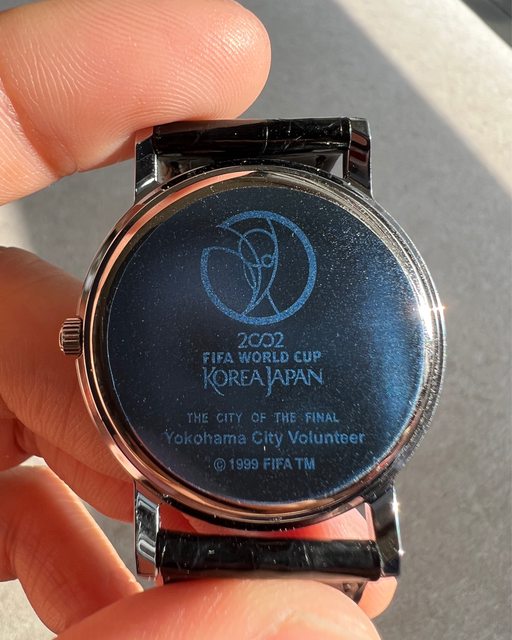 2002
FIFA WORLD CUP
KOREA JAPAN
THE CITY OF THE FINAL
Yokohama City Volunteer
© 1999 FIFA TM